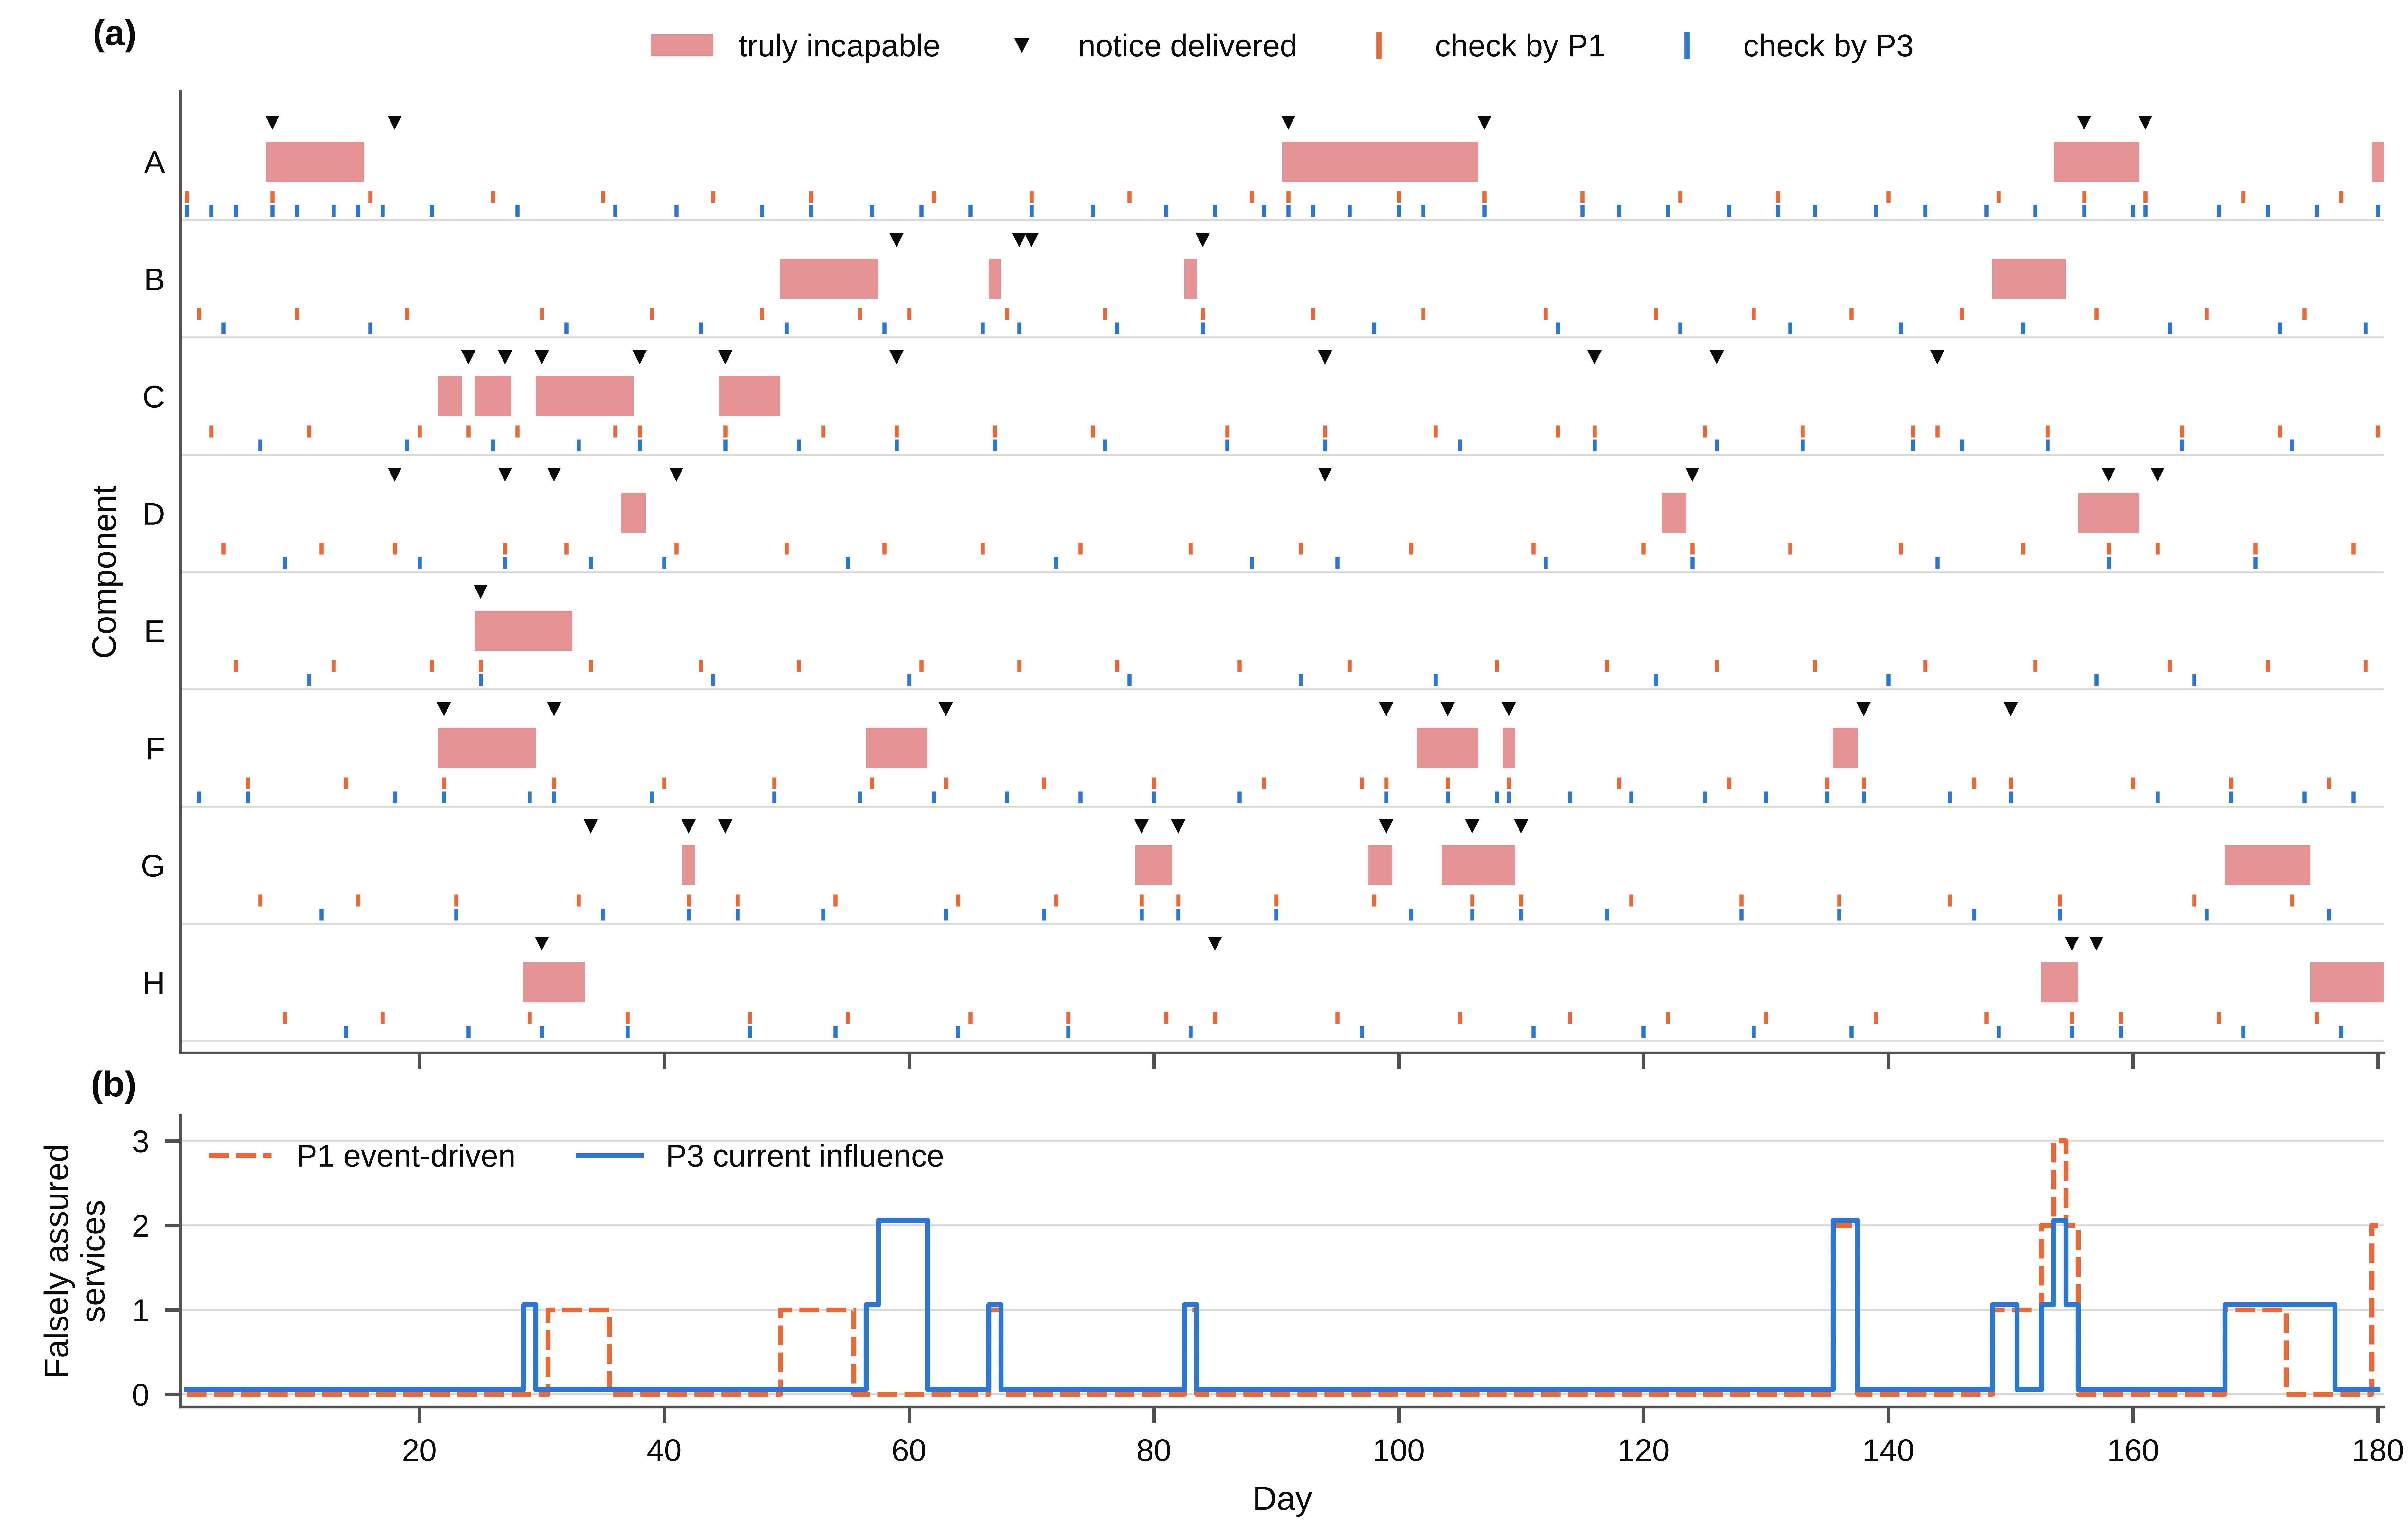 (a)
truly incapable
notice delivered
check by P1
check by P3
Component
A
B
C
D
E
F
G
H
(b)
Falsely assured
services
3
2
1
0
P1 event-driven
P3 current influence
20
40
60
80
100
120
140
160
180
Day